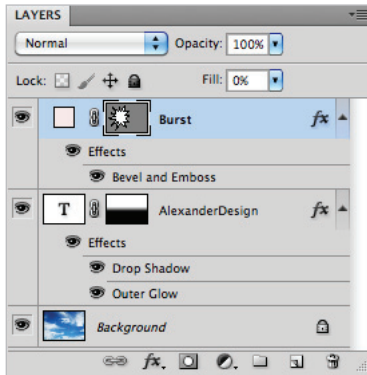 LAYERS
Normal Opacity: 100%
Lock: Fill: 0%
Burst fx
Effects
Bevel and Emboss
T AlexanderDesign fx
Effects
Drop Shadow
Outer Glow
Background
fx.